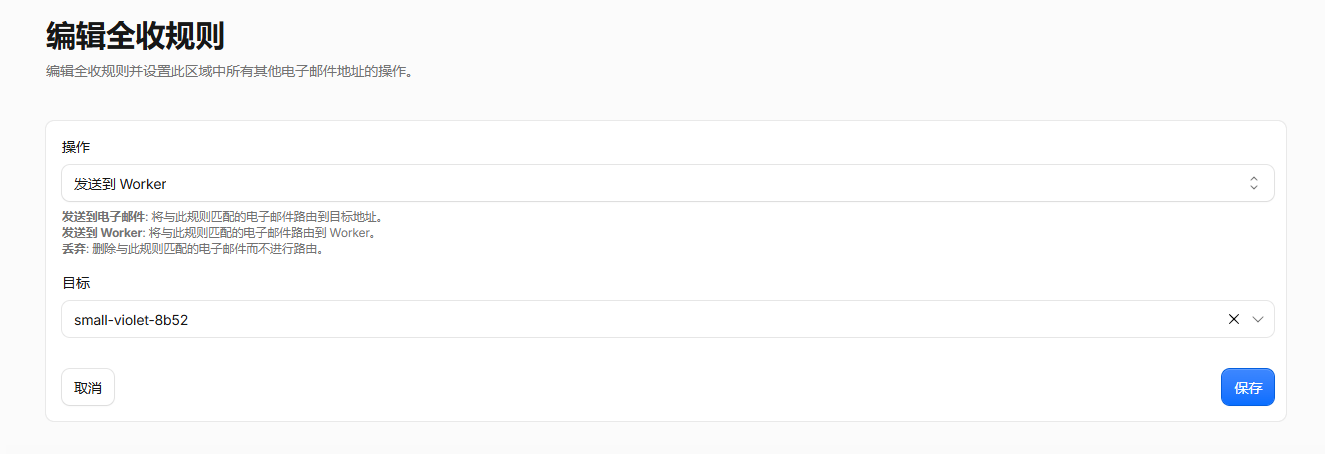 编辑全收规则
编辑全收规则并设置此区域中所有其他电子邮件地址的操作。
操作
发送到 Worker
发送到电子邮件: 将与此规则匹配的电子邮件路由到目标地址。
发送到 Worker: 将与此规则匹配的电子邮件路由到 Worker。
丢弃: 删除与此规则匹配的电子邮件而不进行路由。
目标
small-violet-8b52
取消
保存